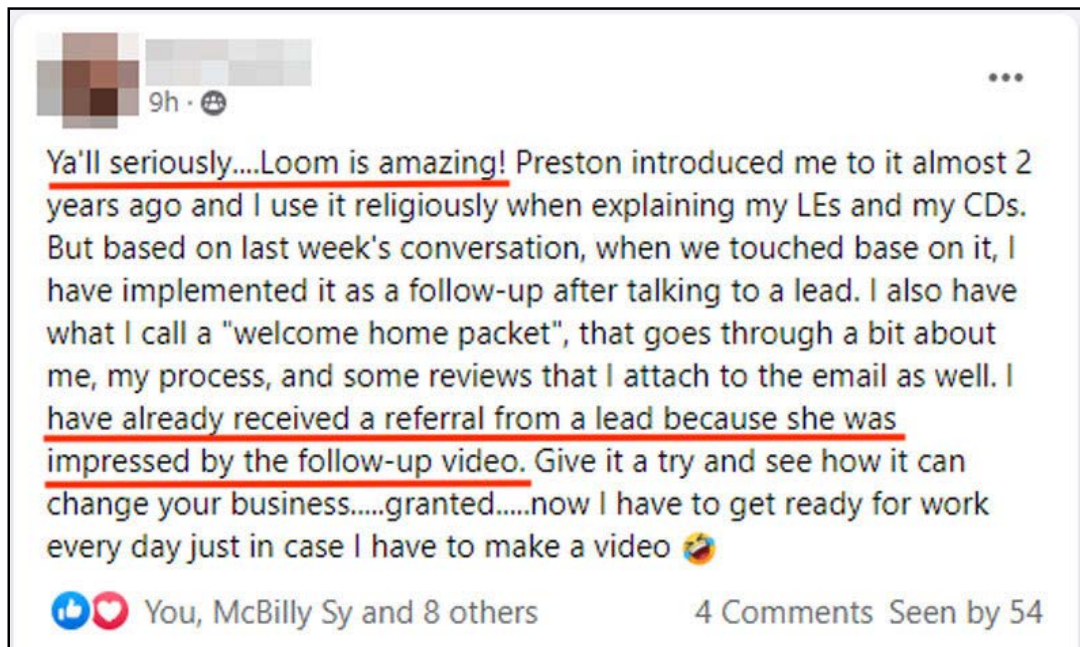 9h ·
Ya'll seriously....Loom is amazing! Preston introduced me to it almost 2
years ago and I use it religiously when explaining my LEs and my CDs.
But based on last week's conversation, when we touched base on it, I
have implemented it as a follow-up after talking to a lead. I also have
what I call a "welcome home packet", that goes through a bit about
me, my process, and some reviews that I attach to the email as well. I
have already received a referral from a lead because she was
impressed by the follow-up video. Give it a try and see how it can
change your business.....granted.....now I have to get ready for work
every day just in case I have to make a video 🤣
You, McBilly Sy and 8 others 4 Comments Seen by 54